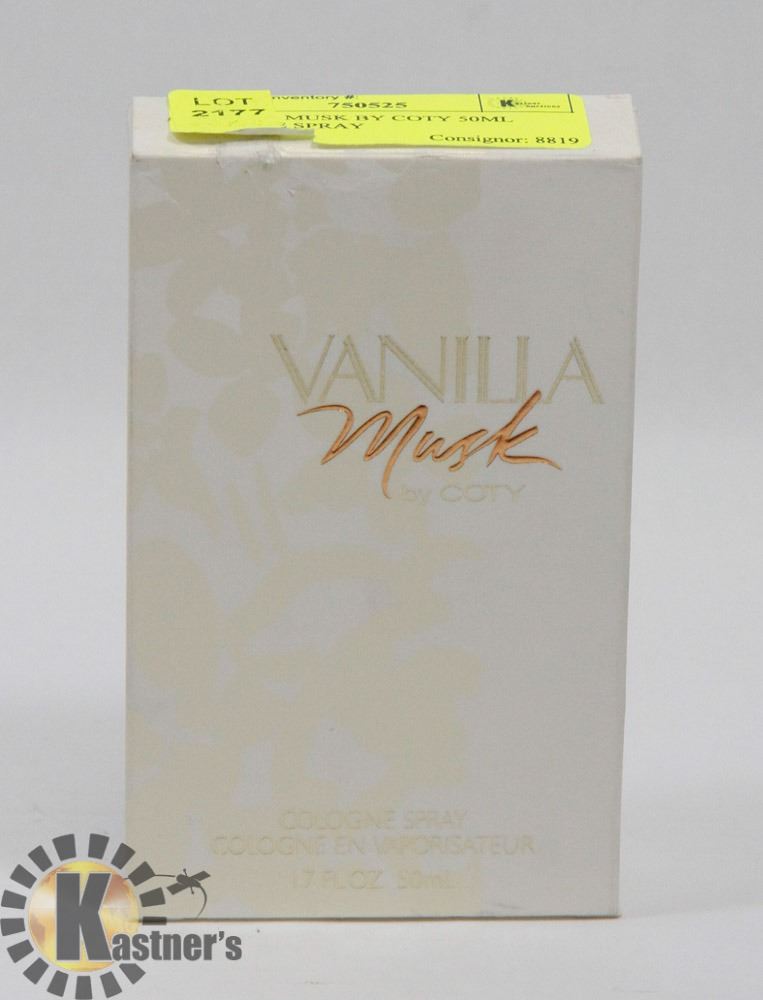 LOT
2477
Inventory #:
750525
MUSK BY COTY 50ML
SPRAY
Consignor: 8819
VANILLA
Musk
by COTY
COLOGNE SPRAY
COLOGNE EN VAPORISATEUR
1.7 FL OZ 50mL
Kastner's